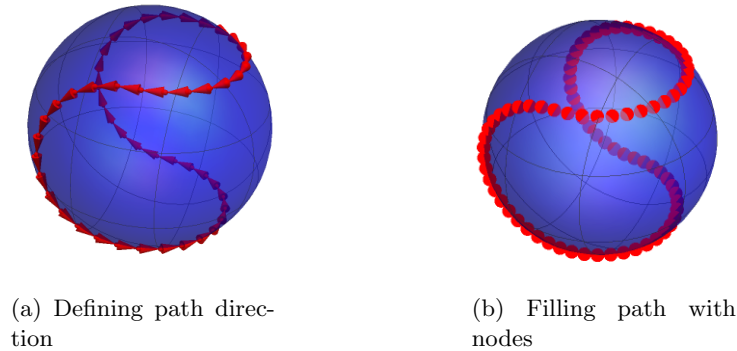 (a) Defining path direc-
tion
(b) Filling path with
nodes